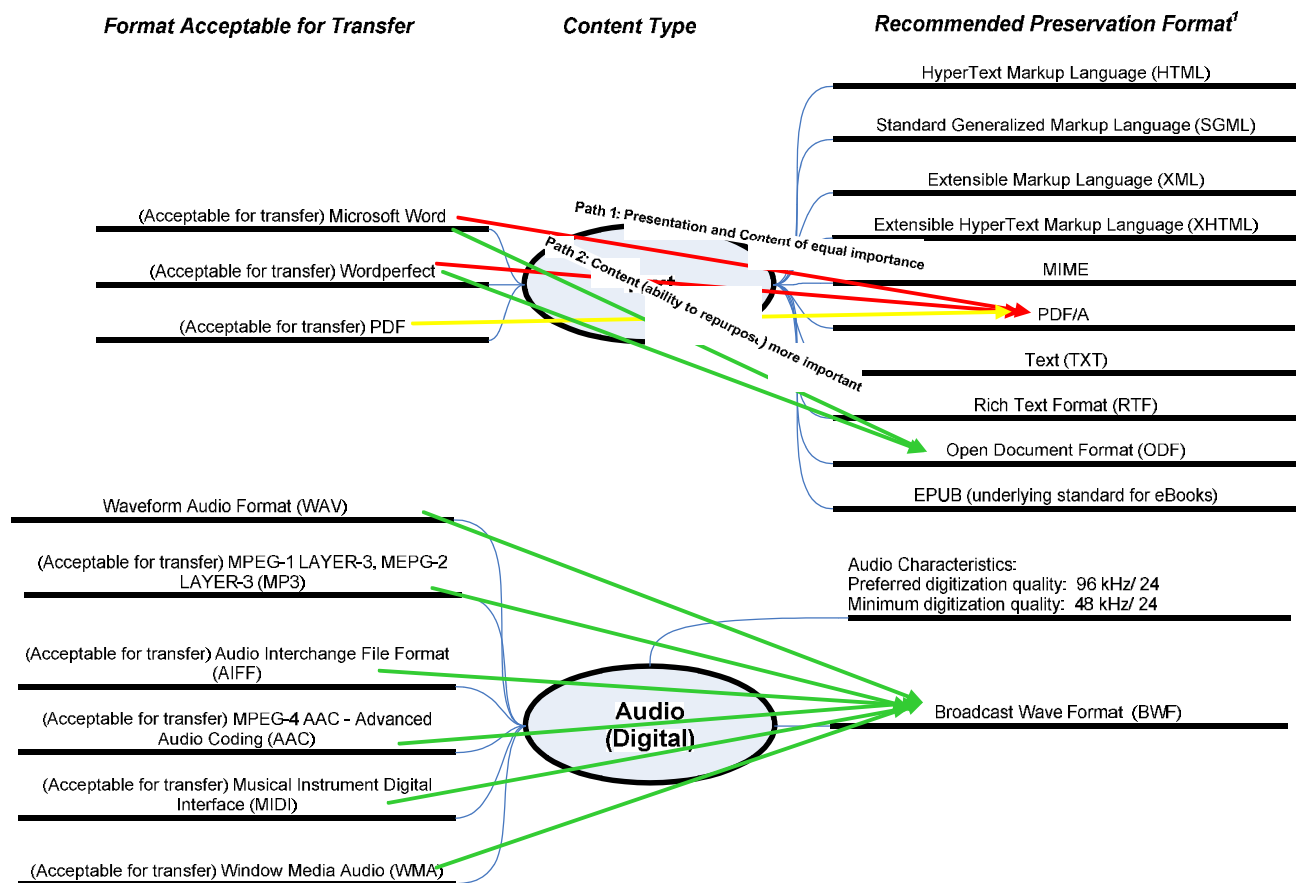 Format Acceptable for Transfer
Content Type
Recommended Preservation Format1
HyperText Markup Language (HTML)
Standard Generalized Markup Language (SGML)
Extensible Markup Language (XML)
(Acceptable for transfer) Microsoft Word
Path 1: Presentation and Content of equal importance
Extensible HyperText Markup Language (XHTML)
(Acceptable for transfer) Wordperfect
Path 2: Content (ability to repurpose) more important
MIME
(Acceptable for transfer) PDF
PDF/A
Text (TXT)
Rich Text Format (RTF)
Open Document Format (ODF)
EPUB (underlying standard for eBooks)
Waveform Audio Format (WAV)
(Acceptable for transfer) MPEG-1 LAYER-3, MEPG-2
LAYER-3 (MP3)
Audio Characteristics:
Preferred digitization quality: 96 kHz/ 24
Minimum digitization quality: 48 kHz/ 24
(Acceptable for transfer) Audio Interchange File Format
(AIFF)
(Acceptable for transfer) MPEG-4 AAC - Advanced
Audio Coding (AAC)
Audio
(Digital)
Broadcast Wave Format (BWF)
(Acceptable for transfer) Musical Instrument Digital
Interface (MIDI)
(Acceptable for transfer) Window Media Audio (WMA)